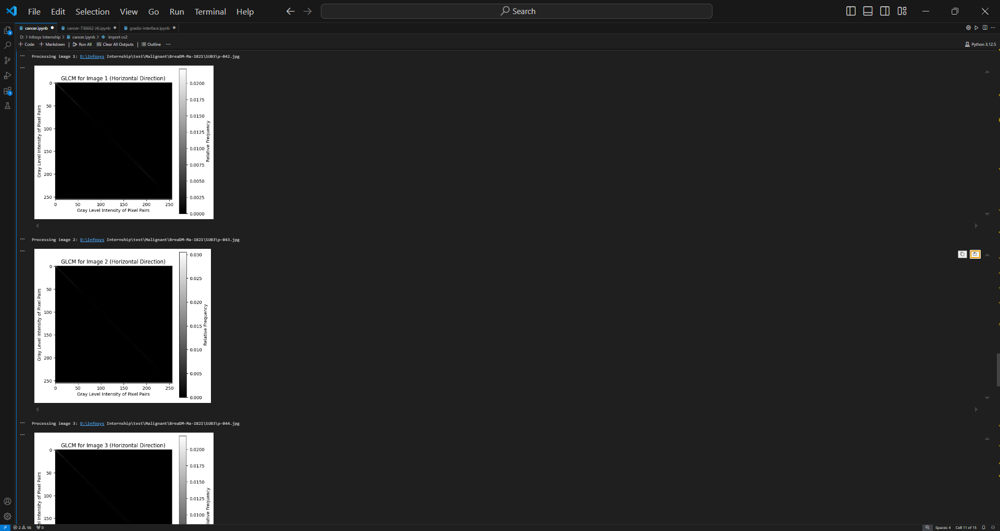 File Edit Selection View Go Run Terminal Help
Search
cancer.ipynb cancer-736662 (4).ipynb gradio-interface.ipynb
D: > Infosys Internship > cancer.ipynb > import cv2
+ Code + Markdown | Run All Clear All Outputs | Outline ...
Python 3.12.5
Processing image 1: D:\Infosys Internship\test\Malignant\BreaDM-Ma-1821\SUB3\p-042.jpg
GLCM for Image 1 (Horizontal Direction)
Gray Level Intensity of Pixel Pairs
0
50
100
150
200
250
0 50 100 150 200 250
Gray Level Intensity of Pixel Pairs
0.0200
0.0175
0.0150
0.0125
0.0100
0.0075
0.0050
0.0025
0.0000
Relative Frequency
Processing image 2: D:\Infosys Internship\test\Malignant\BreaDM-Ma-1821\SUB3\p-043.jpg
GLCM for Image 2 (Horizontal Direction)
Gray Level Intensity of Pixel Pairs
0
50
100
150
200
250
0 50 100 150 200 250
Gray Level Intensity of Pixel Pairs
0.030
0.025
0.020
0.015
0.010
0.005
0.000
Relative Frequency
Processing image 3: D:\Infosys Internship\test\Malignant\BreaDM-Ma-1821\SUB3\p-044.jpg
GLCM for Image 3 (Horizontal Direction)
el Intensity of Pixel Pairs
0
50
100
150
0.0200
0.0175
0.0150
0.0125
0.0100
lative Frequency
2 56 0
Spaces: 4 Cell 11 of 15